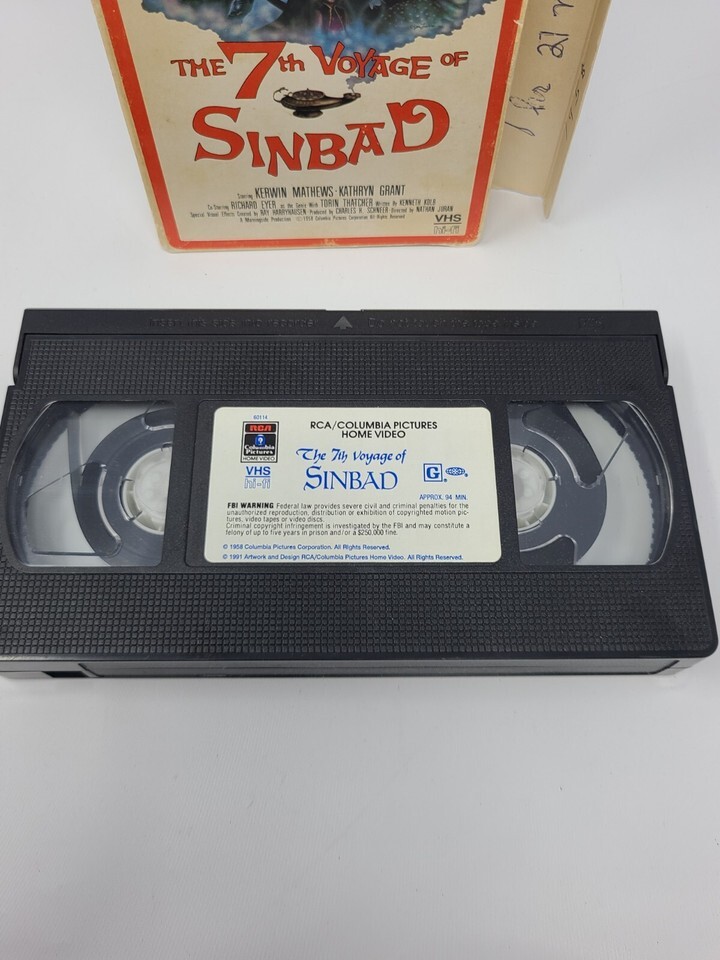 THE 7th VOYAGE OF
SINBAD
Starring KERWIN MATHEWS · KATHRYN GRANT
Co-Starring RICHARD EYER as the Genie With TORIN THATCHER Written By KENNETH KOLB
Special Visual Effects Created by RAY HARRYHAUSEN · Produced by CHARLES H. SCHNEER · Directed by NATHAN JURAN
A Morningside Production © 1958 Columbia Pictures Corporation All Rights Reserved
VHS
hi-fi
27
60114
RCA
Columbia
Pictures
HOME VIDEO
VHS
hi-fi
RCA/COLUMBIA PICTURES
HOME VIDEO
The 7th Voyage of
SINBAD
G
APPROX. 94 MIN.
FBI WARNING Federal law provides severe civil and criminal penalties for the
unauthorized reproduction, distribution or exhibition of copyrighted motion pic-
tures, video tapes or video discs.
Criminal copyright infringement is investigated by the FBI and may constitute a
felony of up to five years in prison and/or a $250,000 fine.
© 1958 Columbia Pictures Corporation. All Rights Reserved.
© 1991 Artwork and Design RCA/Columbia Pictures Home Video. All Rights Reserved.